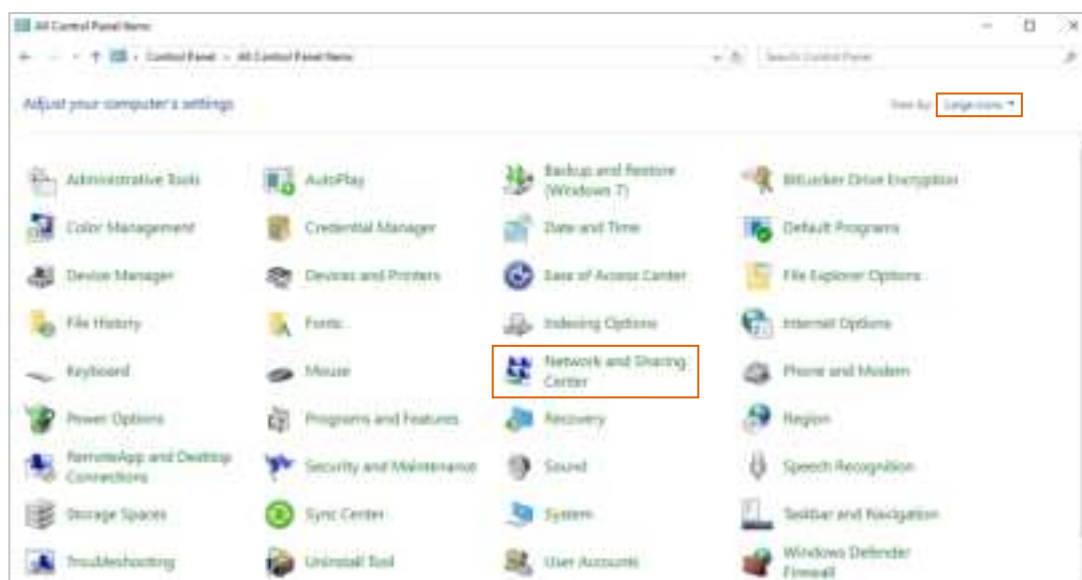 All Control Panel Items
Control Panel › All Control Panel Items
Search Control Panel
Adjust your computer's settings
View by: Large icons
Administrative Tools
AutoPlay
Backup and Restore
(Windows 7)
BitLocker Drive Encryption
Color Management
Credential Manager
Date and Time
Default Programs
Device Manager
Devices and Printers
Ease of Access Center
File Explorer Options
File History
Fonts
Indexing Options
Internet Options
Keyboard
Mouse
Network and Sharing
Center
Phone and Modem
Power Options
Programs and Features
Recovery
Region
RemoteApp and Desktop
Connections
Security and Maintenance
Sound
Speech Recognition
Storage Spaces
Sync Center
System
Taskbar and Navigation
Troubleshooting
Uninstall Tool
User Accounts
Windows Defender
Firewall